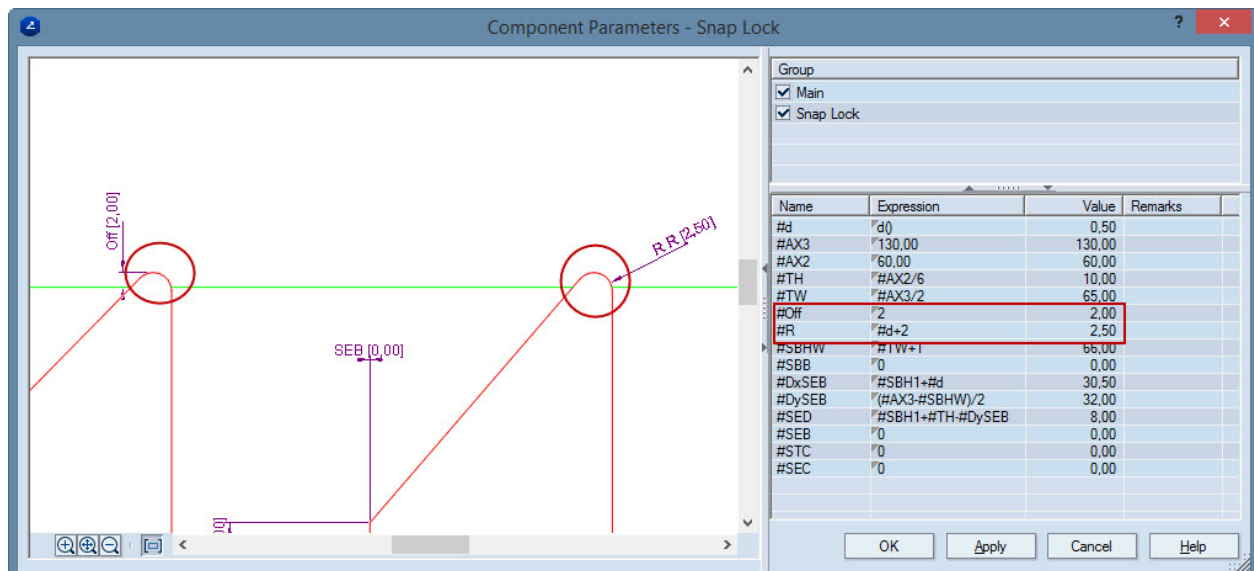 Component Parameters - Snap Lock
?
Off [2,00]
R R [2,50]
SEB [0,00]
Group
Main
Snap Lock
Name Expression Value Remarks
#d d() 0,50
#AX3 130,00 130,00
#AX2 60,00 60,00
#TH #AX2/6 10,00
#TW #AX3/2 65,00
#Off 2 2,00
#R #d+2 2,50
#SBHW #TW+1 66,00
#SBB 0 0,00
#DxSEB #SBH1+#d 30,50
#DySEB (#AX3-#SBHW)/2 32,00
#SED #SBH1+#TH-#DySEB 8,00
#SEB 0 0,00
#STC 0 0,00
#SEC 0 0,00
OK Apply Cancel Help